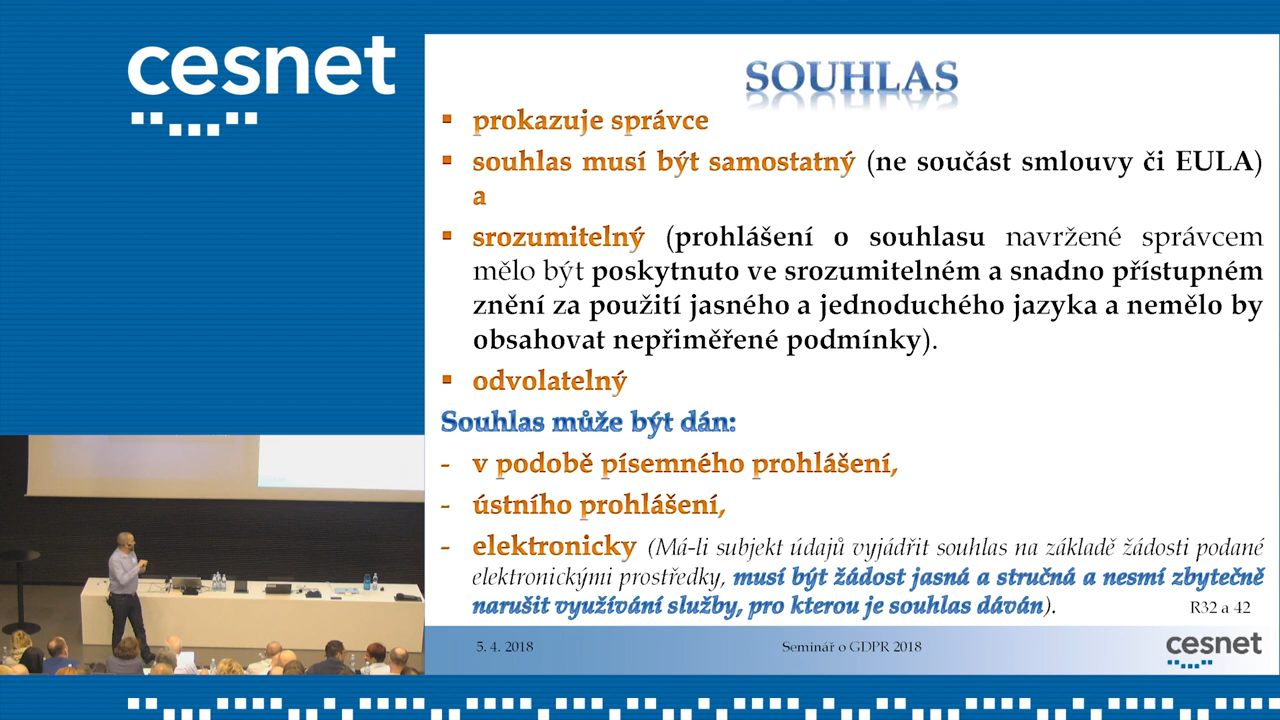 cesnet
SOUHLAS
▪ prokazuje správce
▪ souhlas musí být samostatný (ne součást smlouvy či EULA)
a
▪ srozumitelný (prohlášení o souhlasu navržené správcem
mělo být poskytnuto ve srozumitelném a snadno přístupném
znění za použití jasného a jednoduchého jazyka a nemělo by
obsahovat nepřiměřené podmínky).
▪ odvolatelný
Souhlas může být dán:
- v podobě písemného prohlášení,
- ústního prohlášení,
- elektronicky (Má-li subjekt údajů vyjádřit souhlas na základě žádosti podané
elektronickými prostředky, musí být žádost jasná a stručná a nesmí zbytečně
narušit využívání služby, pro kterou je souhlas dáván).
R32 a 42
5. 4. 2018
Seminář o GDPR 2018
cesnet